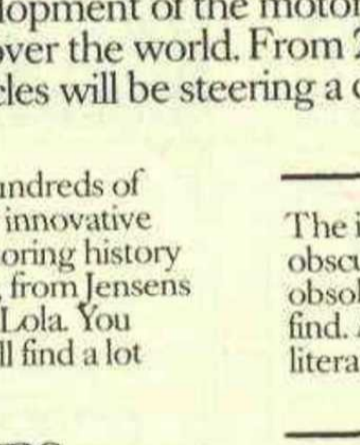 lopment of the motor
over the world. From 2
cles will be steering a c
undreds of
innovative
oring history
, from Jensens
Lola. You
ll find a lot
The i
obscu
obsol
find.
litera